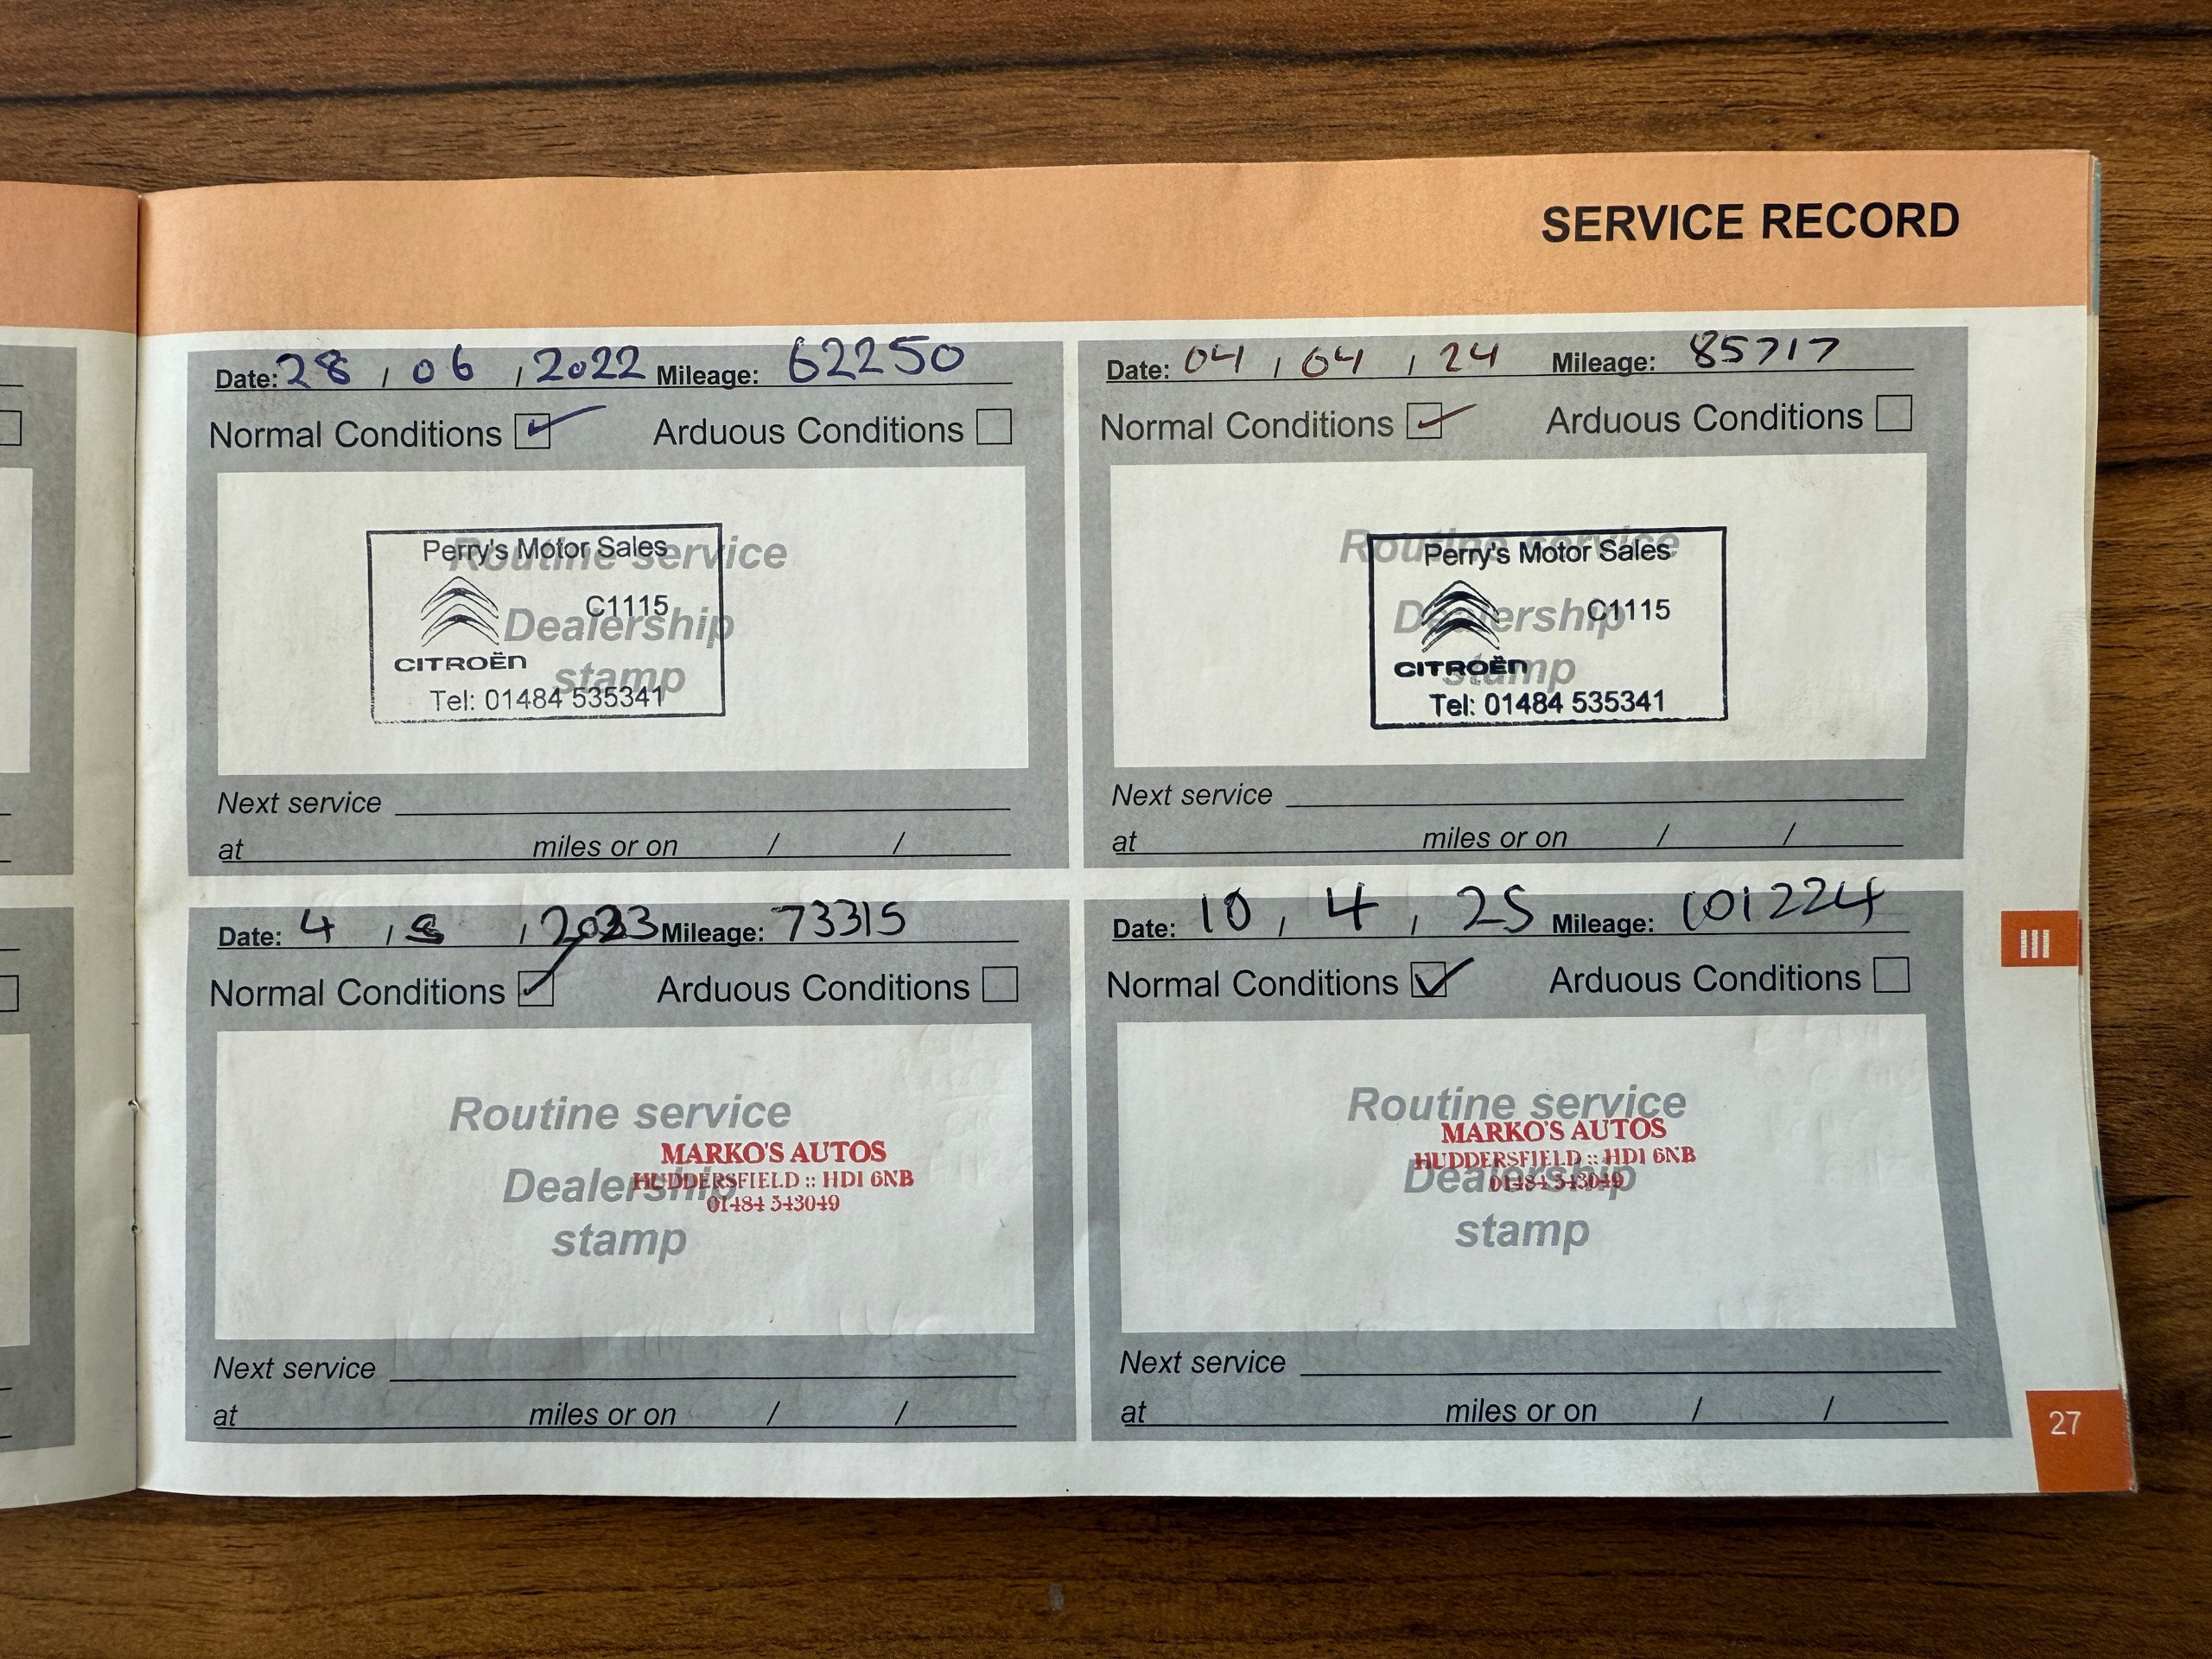 SERVICE RECORD
Date: 28 / 06 / 2022 Mileage: 62250
Normal Conditions Arduous Conditions
Routine service
Dealership
stamp
Perry's Motor Sales
C1115
CITROËN
Tel: 01484 535341
Next service
at miles or on / /
Date: 04 / 04 / 24 Mileage: 85717
Normal Conditions Arduous Conditions
Routine service
Dealership
stamp
Perry's Motor Sales
C1115
CITROËN
Tel: 01484 535341
Next service
at miles or on / /
Date: 4 / / 2023 Mileage: 73315
Normal Conditions Arduous Conditions
Routine service
Dealership
stamp
MARKO'S AUTOS
HUDDERSFIELD :: HD1 6NB
01484 343049
Next service
at miles or on / /
Date: 10 / 4 / 25 Mileage: 101224
Normal Conditions Arduous Conditions
Routine service
Dealership
stamp
MARKO'S AUTOS
HUDDERSFIELD :: HD1 6NB
01484 343049
Next service
at miles or on / /
III
27